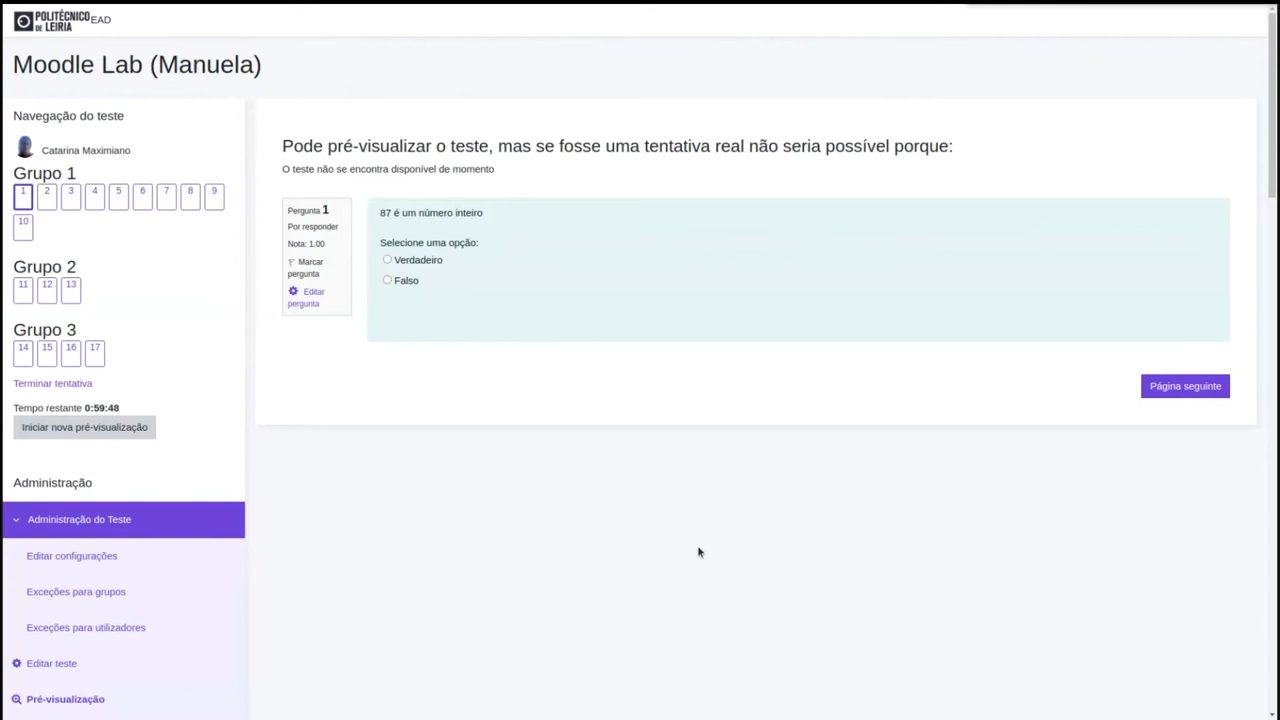 POLITÉCNICO
DE LEIRIA
EAD
Moodle Lab (Manuela)
Navegação do teste
Catarina Maximiano
Grupo 1
1 2 3 4 5 6 7 8 9
10
Grupo 2
11 12 13
Grupo 3
14 15 16 17
Terminar tentativa
Tempo restante 0:59:48
Iniciar nova pré-visualização
Administração
Administração do Teste
Editar configurações
Exceções para grupos
Exceções para utilizadores
Editar teste
Pré-visualização
Pode pré-visualizar o teste, mas se fosse uma tentativa real não seria possível porque:
O teste não se encontra disponível de momento
Pergunta 1
Por responder
Nota: 1.00
Marcar
pergunta
Editar
pergunta
87 é um número inteiro
Selecione uma opção:
Verdadeiro
Falso
Página seguinte